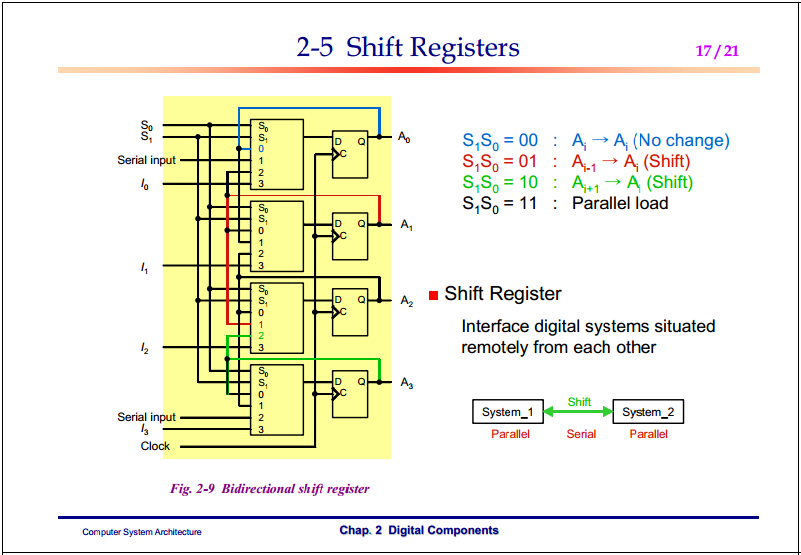 2-5 Shift Registers
17 / 21
S₀
S₁
Serial input
I₀
S₀
S₁
0
1
2
3
D Q
C
A₀
I₁
S₀
S₁
0
1
2
3
D Q
C
A₁
I₂
S₀
S₁
0
1
2
3
D Q
C
A₂
Serial input
I₃
Clock
S₀
S₁
0
1
2
3
D Q
C
A₃
Fig. 2-9 Bidirectional shift register
S₁S₀ = 00 : Aᵢ → Aᵢ (No change)
S₁S₀ = 01 : Aᵢ₋₁ → Aᵢ (Shift)
S₁S₀ = 10 : Aᵢ₊₁ → Aᵢ (Shift)
S₁S₀ = 11 : Parallel load
Shift Register
Interface digital systems situated
remotely from each other
System_1
Shift
System_2
Parallel
Serial
Parallel
Computer System Architecture
Chap. 2 Digital Components